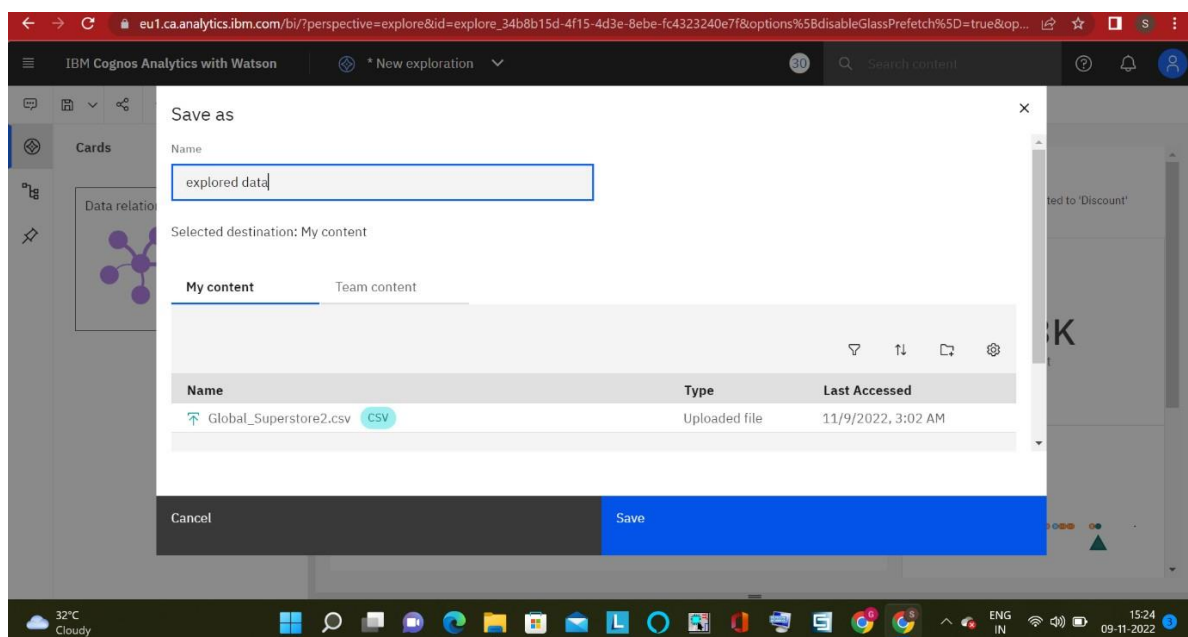 eu1.ca.analytics.ibm.com/bi/?perspective=explore&id=explore_34b8b15d-4f15-4d3e-8ebe-fc4323240e7f&options%5BdisableGlassPrefetch%5D=true&op...
S
IBM Cognos Analytics with Watson
* New exploration
30
Search content
Save as
Cards
Name
explored data
Data relatio
ted to 'Discount'
Selected destination: My content
My content
Team content
K
Name
Type
Last Accessed
Global_Superstore2.csv CSV
Uploaded file
11/9/2022, 3:02 AM
Cancel
Save
32°C
Cloudy
ENG
IN
15:24
09-11-2022